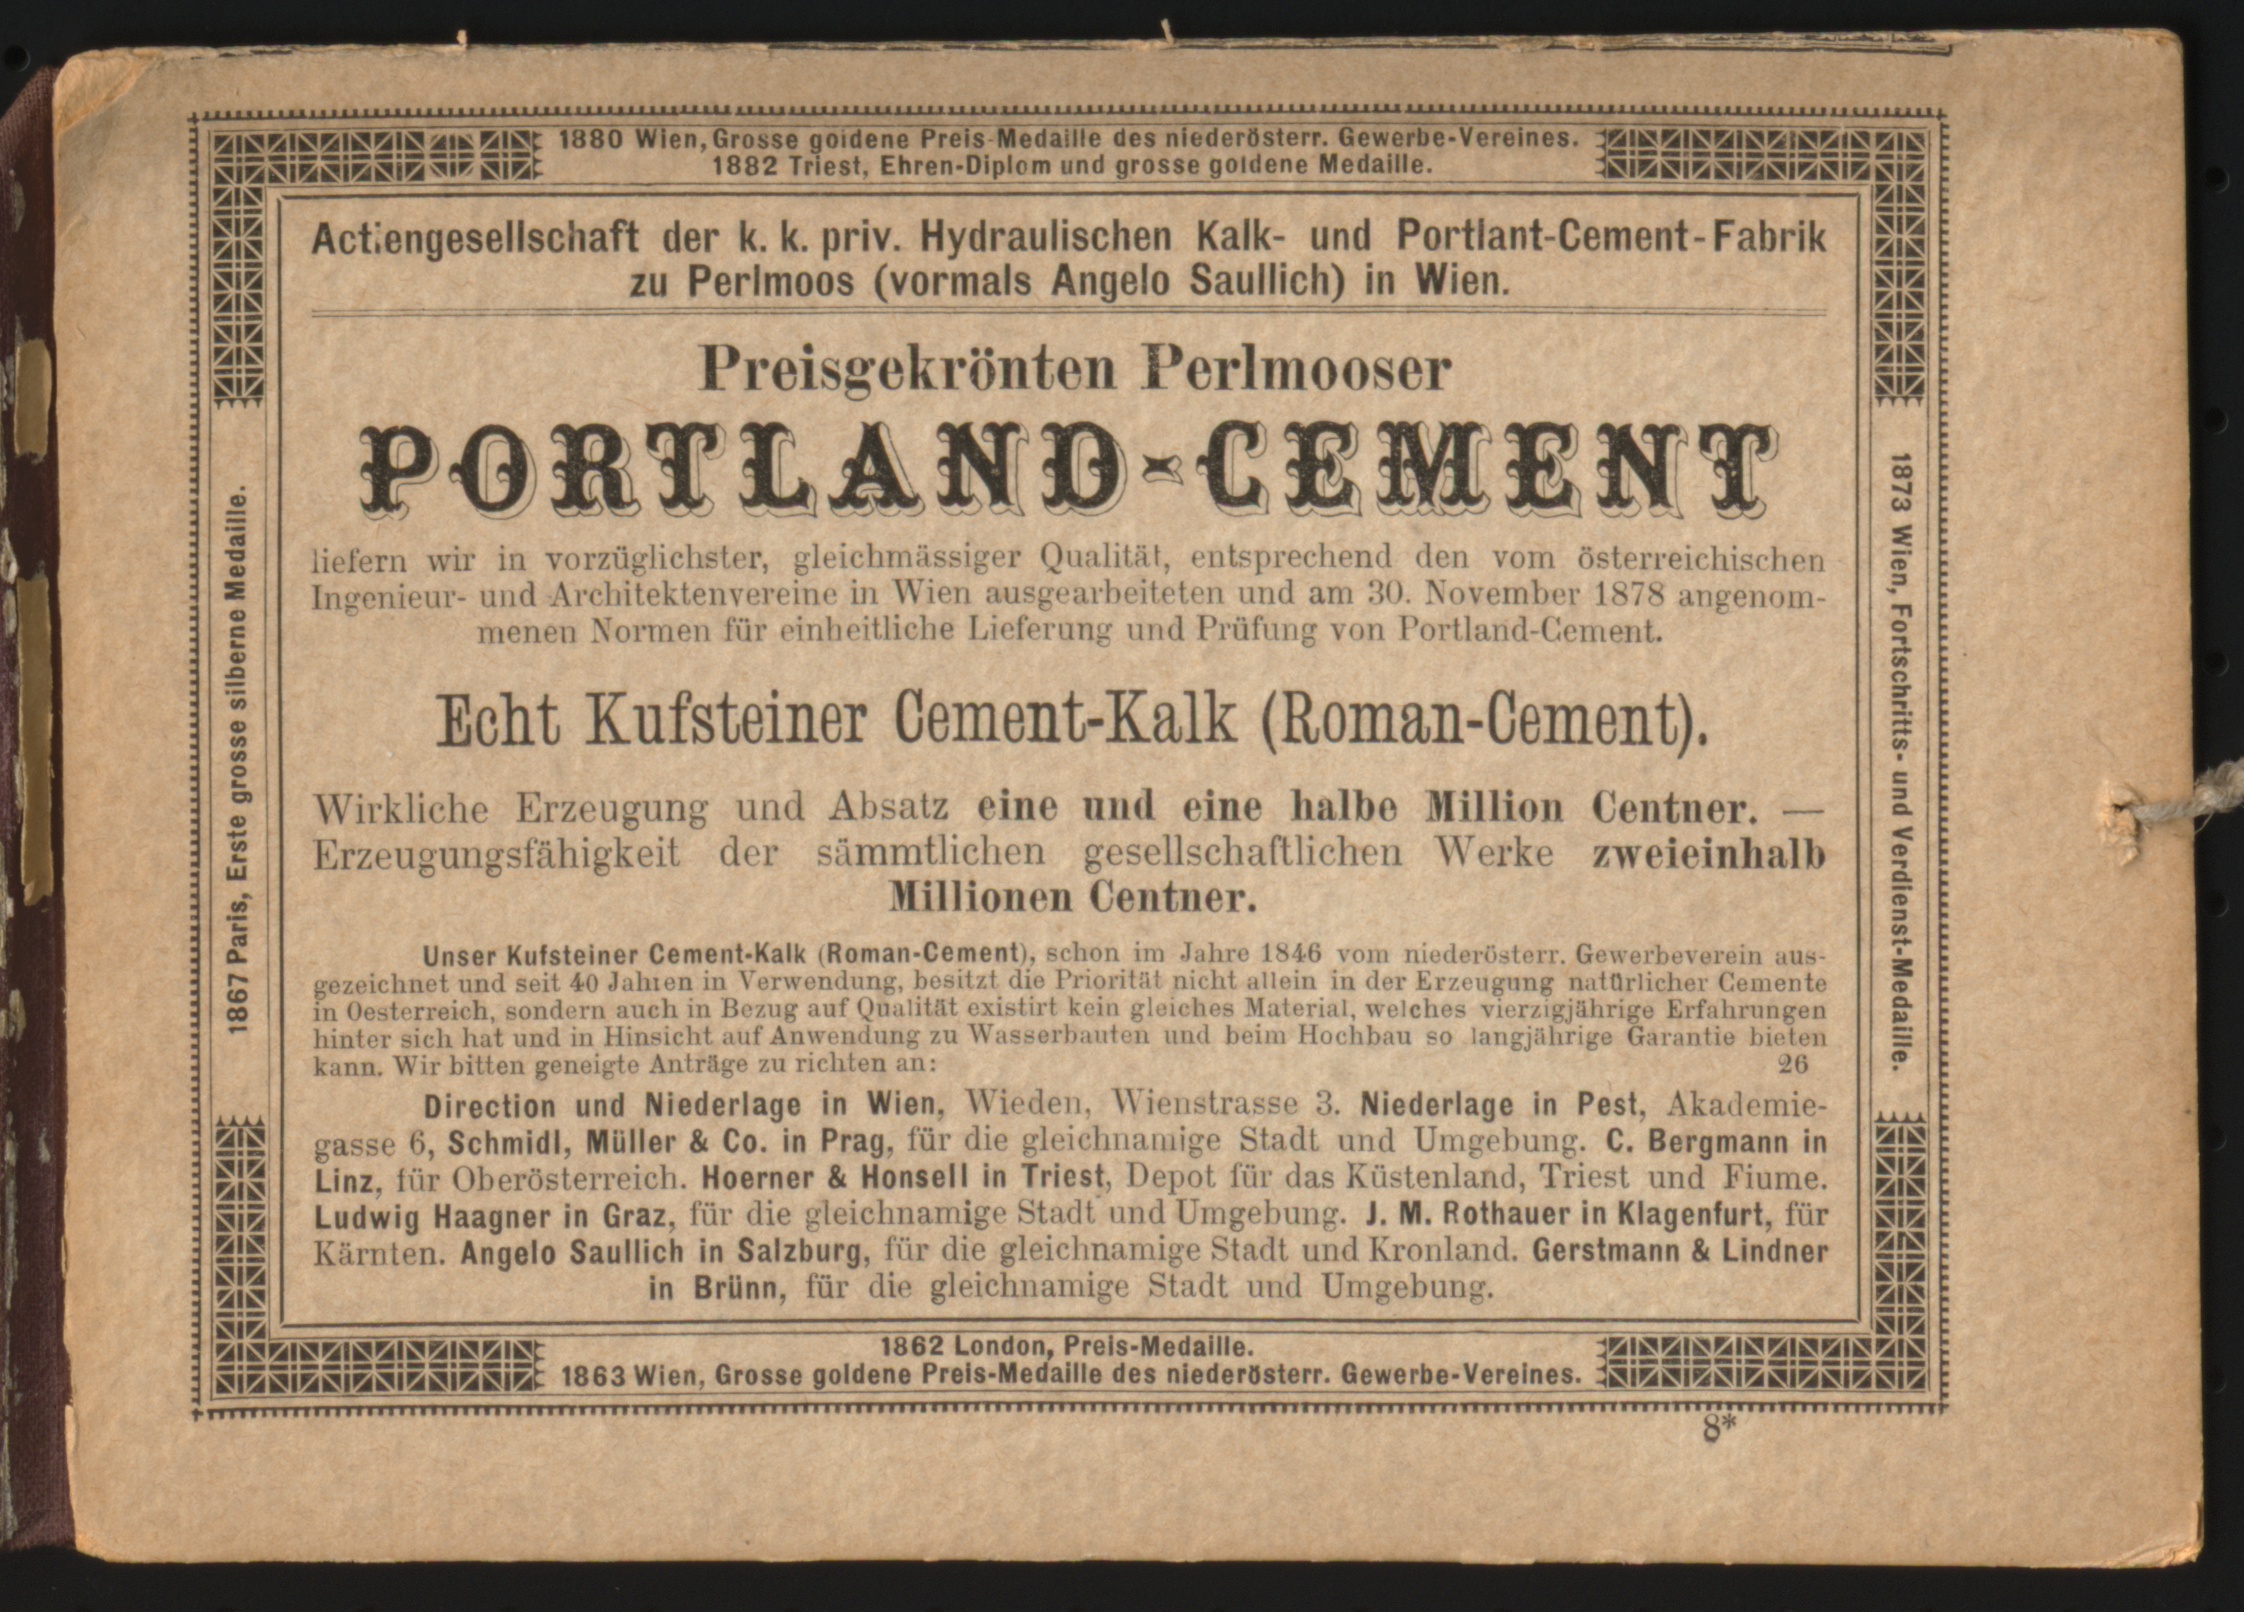 1880 Wien, Grosse goldene Preis-Medaille des niederösterr. Gewerbe-Vereines.
1882 Triest, Ehren-Diplom und grosse goldene Medaille.
1867 Paris, Erste grosse silberne Medaille.
Actiengesellschaft der k. k. priv. Hydraulischen Kalk- und Portlant-Cement-Fabrik
zu Perlmoos (vormals Angelo Saullich) in Wien.
Preisgekrönten Perlmooser
PORTLAND-CEMENT
liefern wir in vorzüglichster, gleichmässiger Qualität, entsprechend den vom österreichischen
Ingenieur- und Architektenvereine in Wien ausgearbeiteten und am 30. November 1878 angenom-
menen Normen für einheitliche Lieferung und Prüfung von Portland-Cement.
Echt Kufsteiner Cement-Kalk (Roman-Cement).
Wirkliche Erzeugung und Absatz eine und eine halbe Million Centner. —
Erzeugungsfähigkeit der sämmtlichen gesellschaftlichen Werke zweieinhalb
Millionen Centner.
Unser Kufsteiner Cement-Kalk (Roman-Cement), schon im Jahre 1846 vom niederösterr. Gewerbeverein aus-
gezeichnet und seit 40 Jahren in Verwendung, besitzt die Priorität nicht allein in der Erzeugung natürlicher Cemente
in Oesterreich, sondern auch in Bezug auf Qualität existirt kein gleiches Material, welches vierzigjährige Erfahrungen
hinter sich hat und in Hinsicht auf Anwendung zu Wasserbauten und beim Hochbau so langjährige Garantie bieten
kann. Wir bitten geneigte Anträge zu richten an: 26
Direction und Niederlage in Wien, Wieden, Wienstrasse 3. Niederlage in Pest, Akademie-
gasse 6, Schmidl, Müller & Co. in Prag, für die gleichnamige Stadt und Umgebung. C. Bergmann in
Linz, für Oberösterreich. Hoerner & Honsell in Triest, Depot für das Küstenland, Triest und Fiume.
Ludwig Haagner in Graz, für die gleichnamige Stadt und Umgebung. J. M. Rothauer in Klagenfurt, für
Kärnten. Angelo Saullich in Salzburg, für die gleichnamige Stadt und Kronland. Gerstmann & Lindner
in Brünn, für die gleichnamige Stadt und Umgebung.
1873 Wien, Fortschritts- und Verdienst-Medaille.
1862 London, Preis-Medaille.
1863 Wien, Grosse goldene Preis-Medaille des niederösterr. Gewerbe-Vereines.
8*